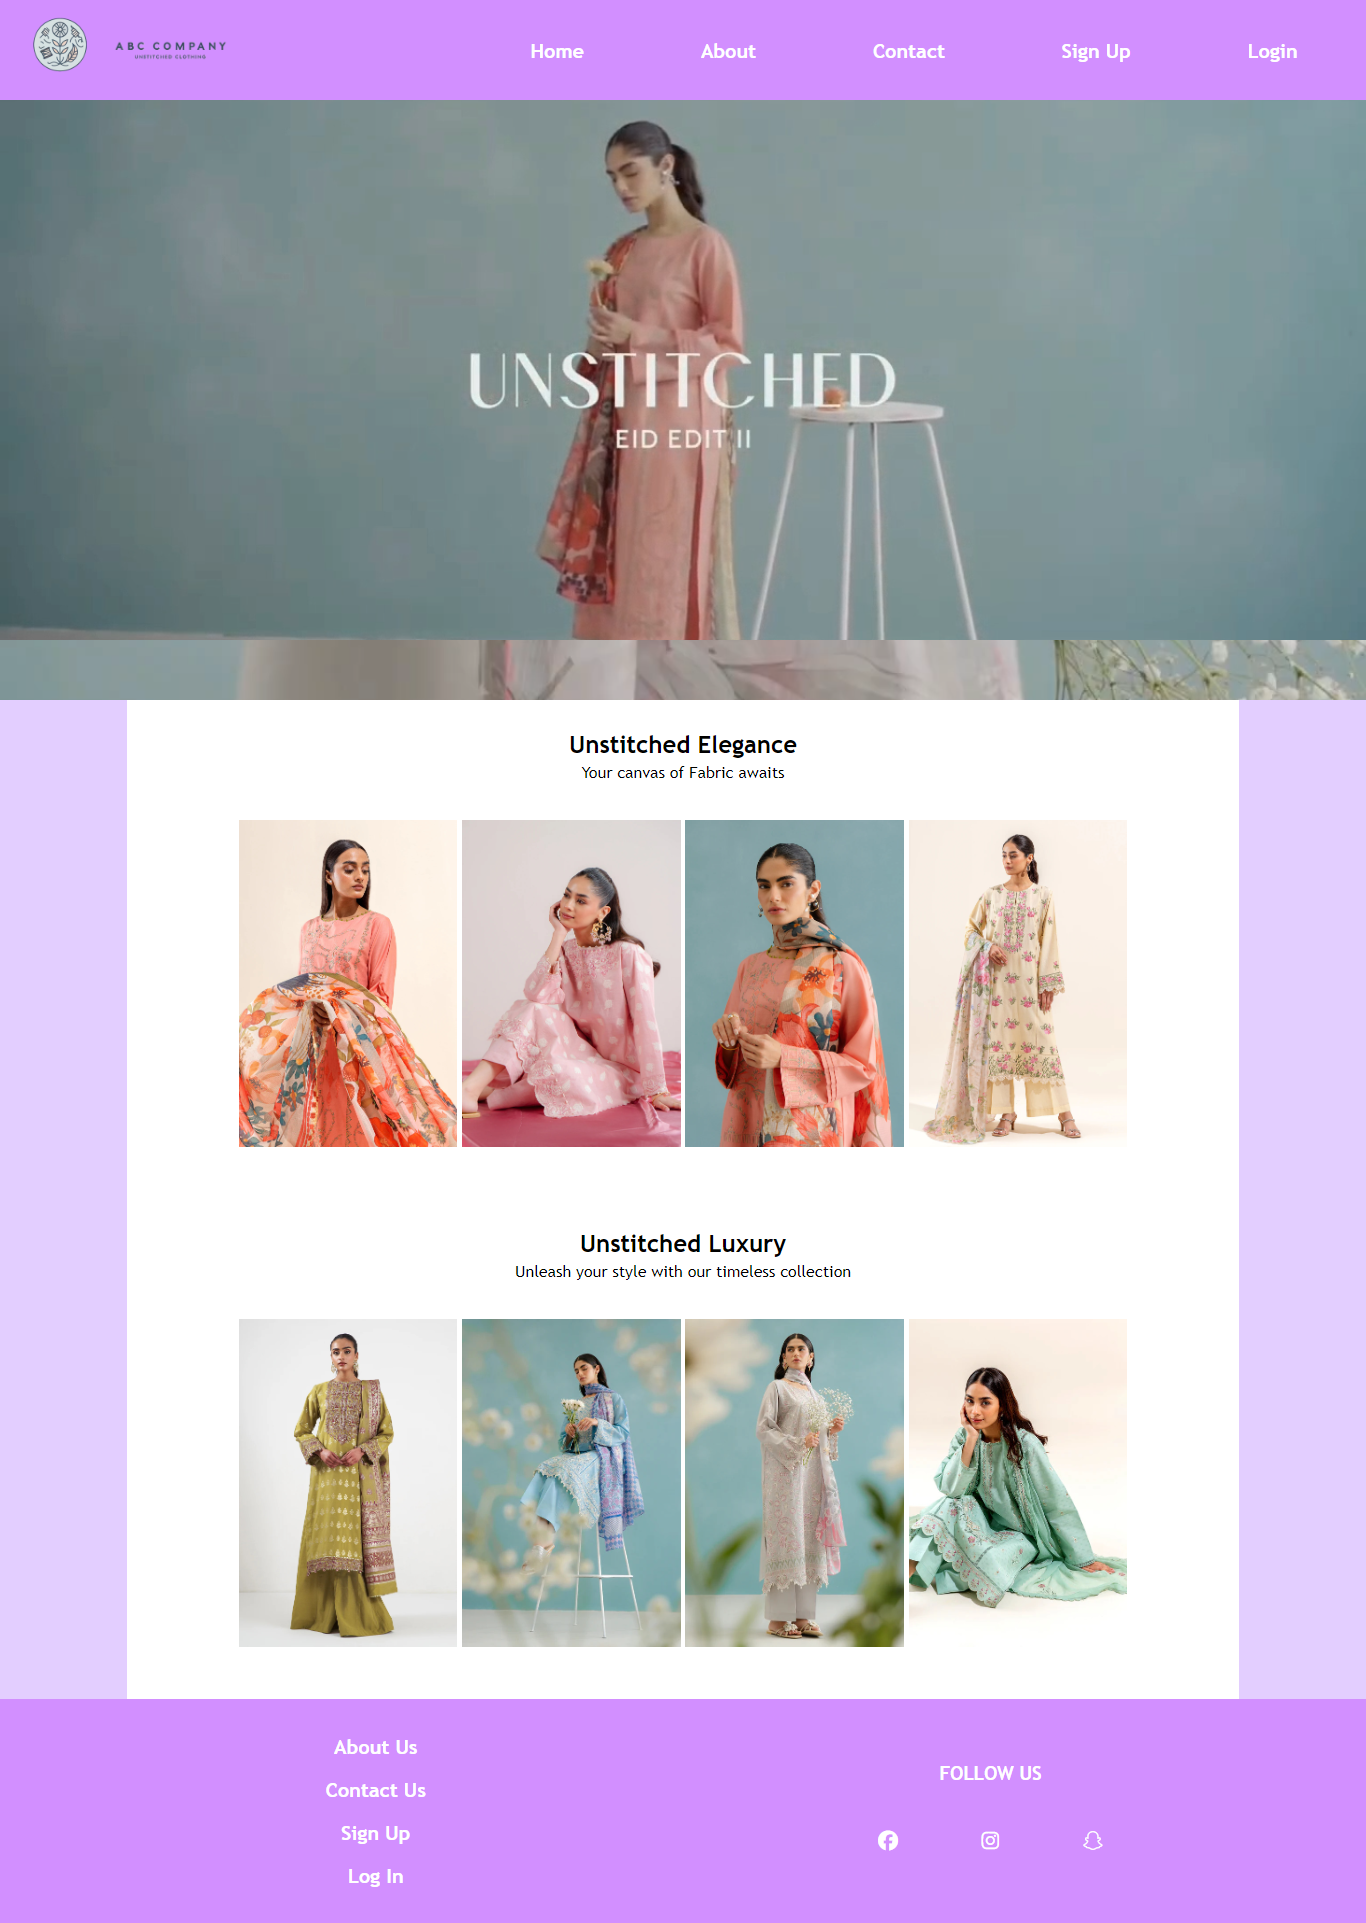 ABC COMPANY
UNSTITCHED CLOTHING
Home
About
Contact
Sign Up
Login
UNSTITCHED
EID EDIT II
Unstitched Elegance
Your canvas of Fabric awaits
Unstitched Luxury
Unleash your style with our timeless collection
About Us
Contact Us
Sign Up
Log In
FOLLOW US